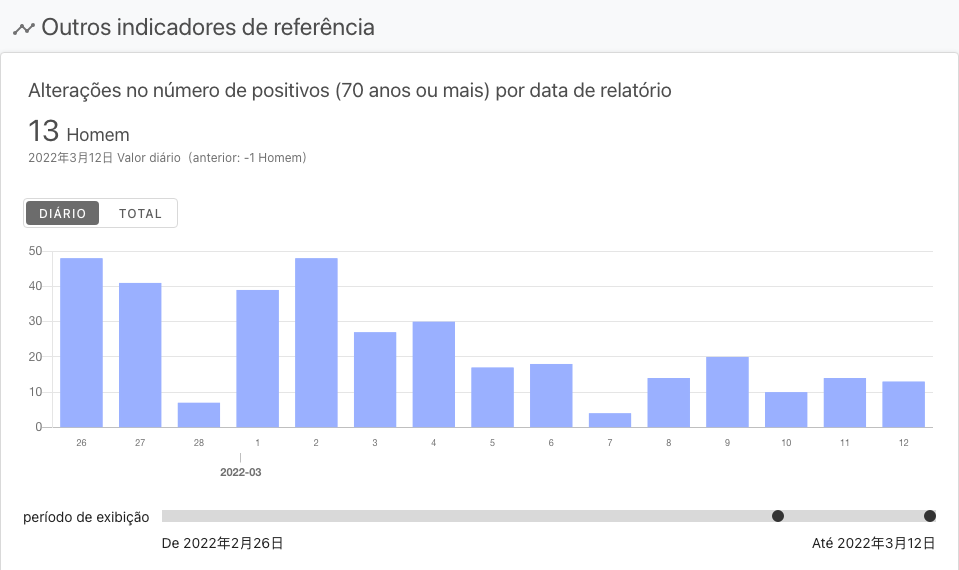 Outros indicadores de referência
Alterações no número de positivos (70 anos ou mais) por data de relatório
13 Homem
2022年3月12日 Valor diário (anterior: -1 Homem)
DIÁRIO TOTAL
50
40
30
20
10
0
26 27 28 1 2 3 4 5 6 7 8 9 10 11 12
2022-03
período de exibição
De 2022年2月26日 Até 2022年3月12日